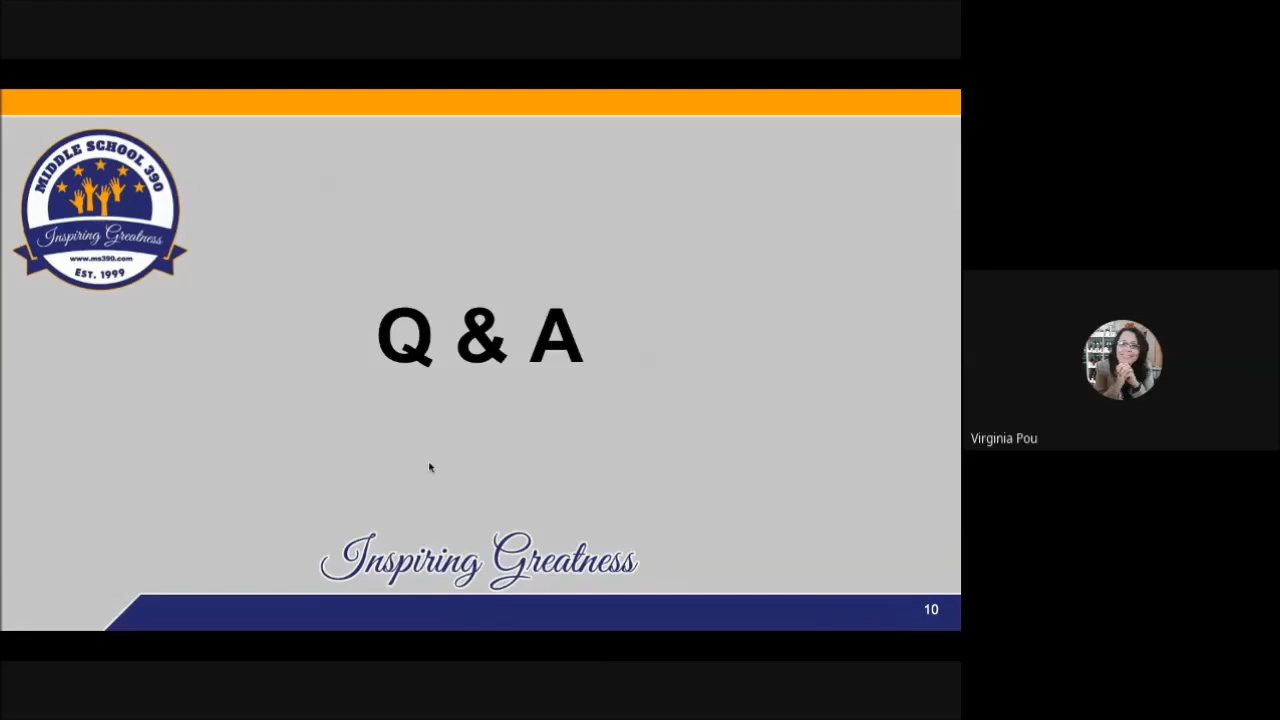 MIDDLE SCHOOL 390
Inspiring Greatness
www.ms390.com
EST. 1999
Q & A
Inspiring Greatness
10
Virginia Pou